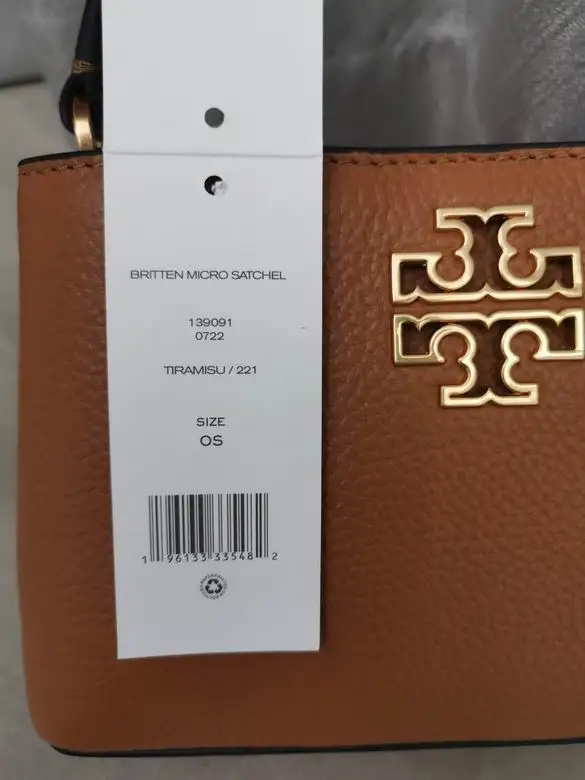 BRITTEN MICRO SATCHEL
139091
0722
TIRAMISU / 221
SIZE
OS
1 96133 33548 2